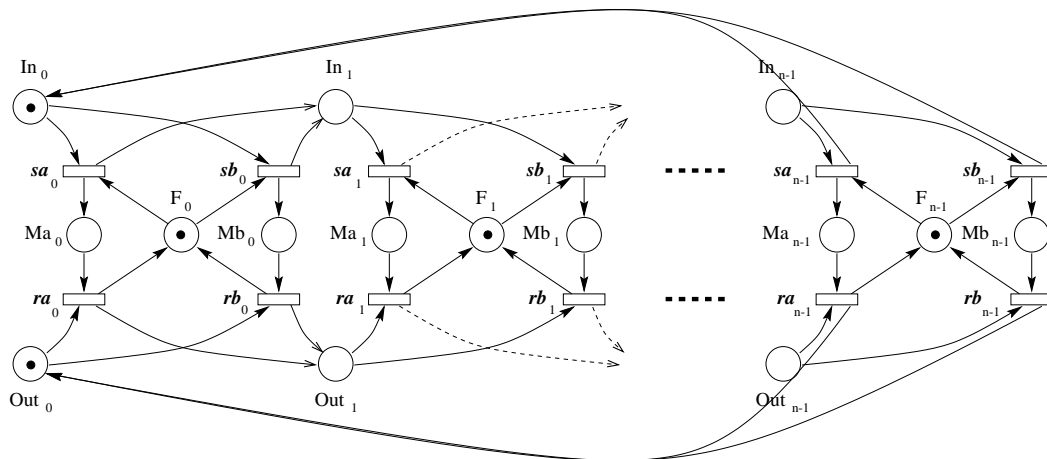 In 0 In 1 In n-1
sa 0 sb 0 sa 1 sb 1 sa n-1 sb n-1
F 0 F 1 F n-1
Ma 0 Mb 0 Ma 1 Mb 1 Ma n-1 Mb n-1
ra 0 rb 0 ra 1 rb 1 ra n-1 rb n-1
Out 0 Out 1 Out n-1